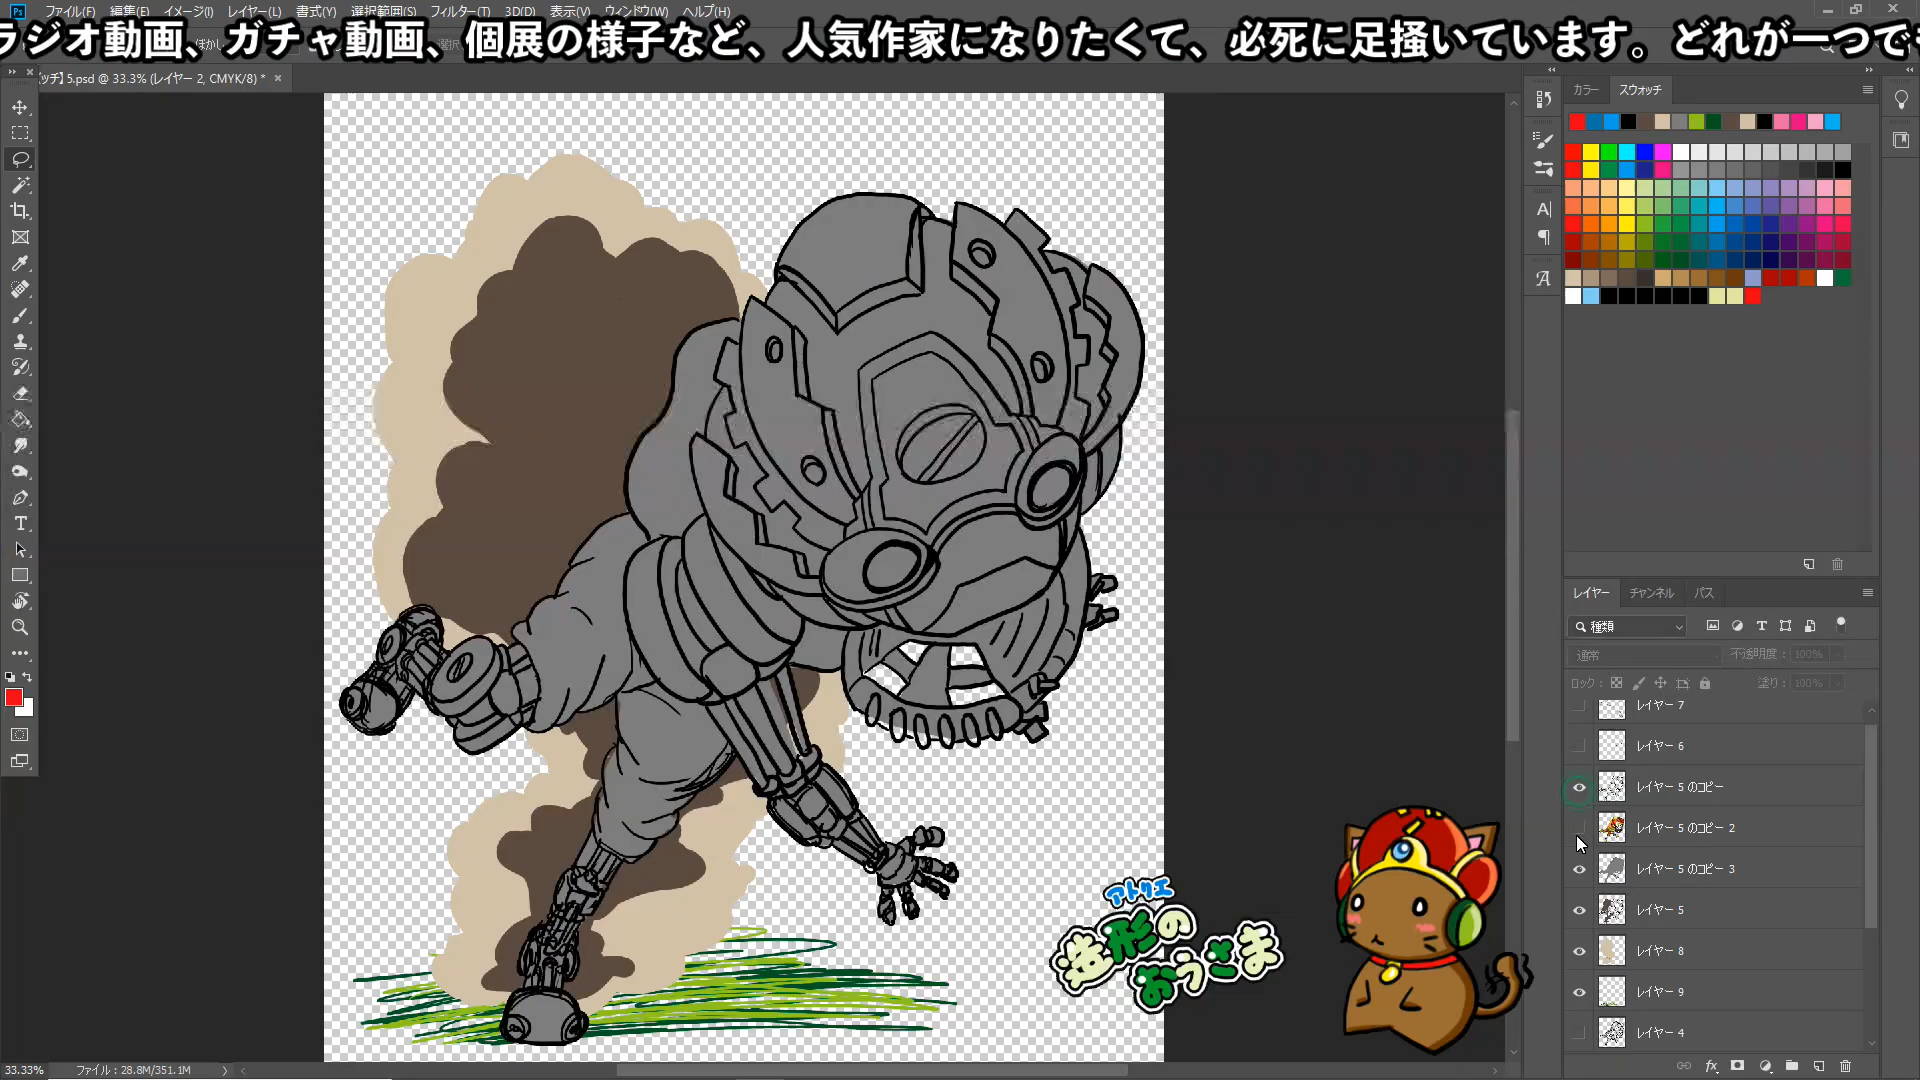 ファイル(F) 編集(E) イメージ(I) レイヤー(L) 書式(Y) 選択範囲(S) フィルター(T) 3D(D) 表示(V) ウィンドウ(W) ヘルプ(H)
ラジオ動画、ガチャ動画、個展の様子など、人気作家になりたくて、必死に足掻いています。どれが一つでも
ッチ】5.psd @ 33.3% (レイヤー 2, CMYK/8) *
カラー スウォッチ
レイヤー チャンネル パス
種類
通常 不透明度: 100%
ロック: 塗り: 100%
レイヤー 7
レイヤー 6
レイヤー 5 のコピー
レイヤー 5 のコピー 2
レイヤー 5 のコピー 3
レイヤー 5
レイヤー 8
レイヤー 9
レイヤー 4
アトリエ
造形の
おうさま
33.33% ファイル : 28.8M/351.1M